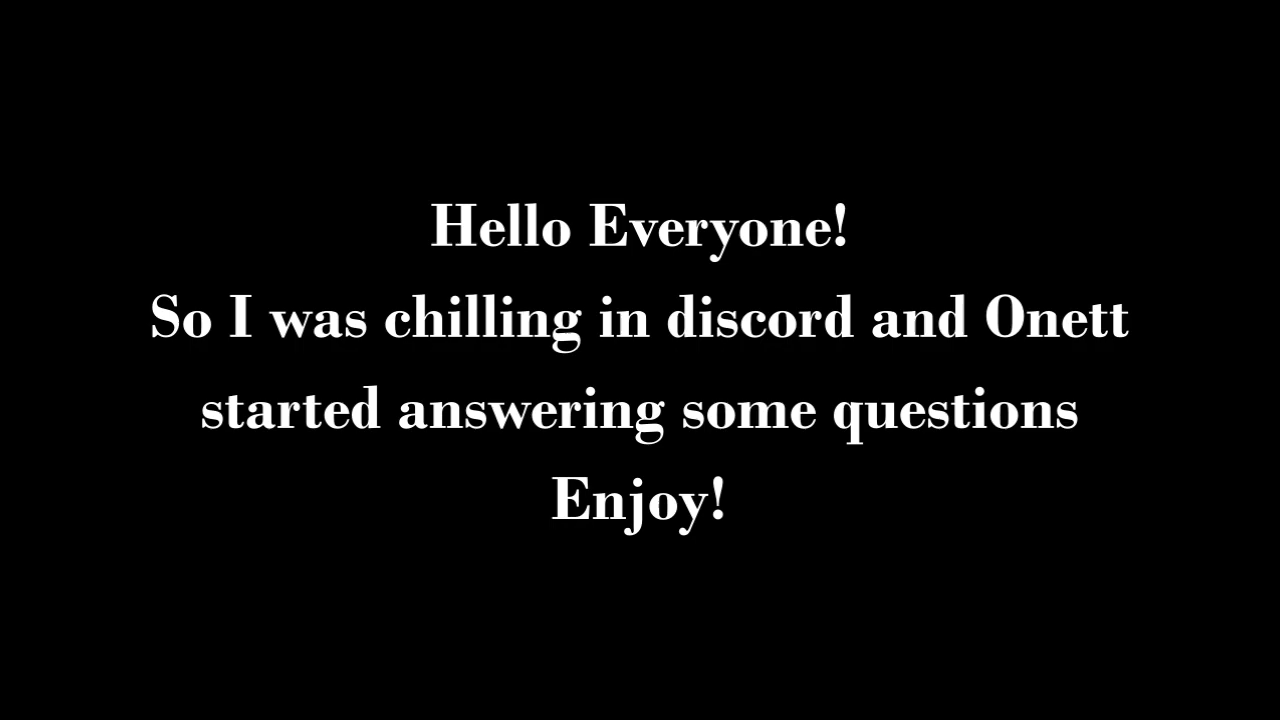 Hello Everyone!
So I was chilling in discord and Onett
started answering some questions
Enjoy!